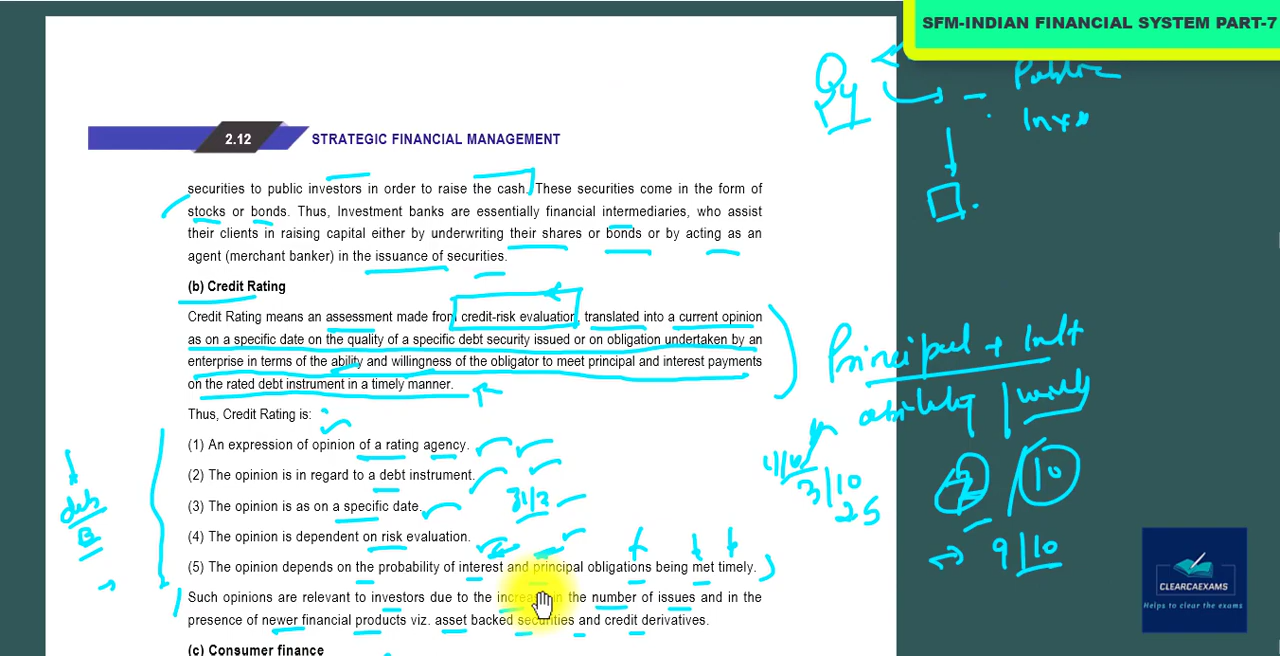 SFM-INDIAN FINANCIAL SYSTEM PART-7
Public
2.12 STRATEGIC FINANCIAL MANAGEMENT
securities to public investors in order to raise the cash. These securities come in the form of
stocks or bonds. Thus, Investment banks are essentially financial intermediaries, who assist
their clients in raising capital either by underwriting their shares or bonds or by acting as an
agent (merchant banker) in the issuance of securities.
(b) Credit Rating
Credit Rating means an assessment made from credit-risk evaluation, translated into a current opinion
as on a specific date on the quality of a specific debt security issued or on obligation undertaken by an
enterprise in terms of the ability and willingness of the obligator to meet principal and interest payments
on the rated debt instrument in a timely manner.
Principal +
ability
Thus, Credit Rating is:
(1) An expression of opinion of a rating agency.
(2) The opinion is in regard to a debt instrument.
10
3/10
25
(3) The opinion is as on a specific date.
31/3
(4) The opinion is dependent on risk evaluation.
9/10
(5) The opinion depends on the probability of interest and principal obligations being met timely.
Such opinions are relevant to investors due to the increase in the number of issues and in the
presence of newer financial products viz. asset backed securities and credit derivatives.
(c) Consumer finance
CLEARCAEXAMS
Helps to clear the exams